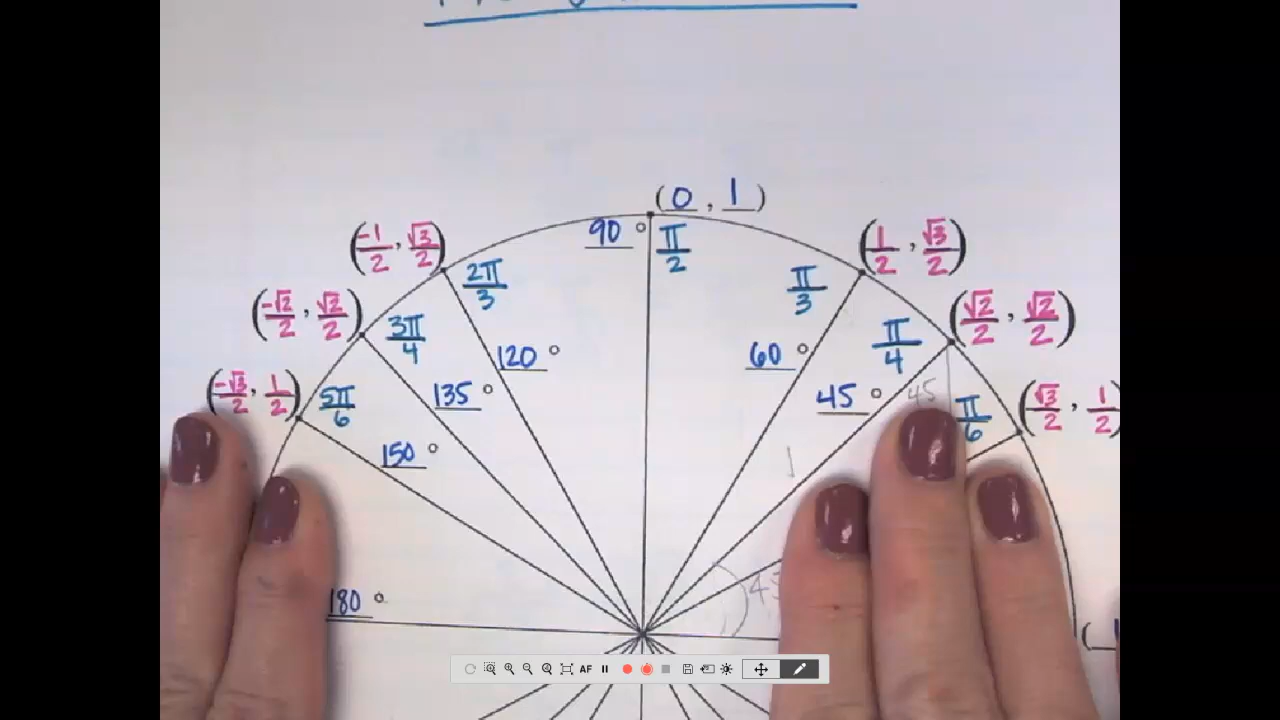 (0, 1)
90°
π/2
(-1/2, √3/2)
2π/3
120°
(1/2, √3/2)
π/3
60°
(-√2/2, √2/2)
3π/4
135°
(√2/2, √2/2)
π/4
45°
45
(-√3/2, 1/2)
5π/6
150°
(√3/2, 1/2)
π/6
1
180°
AF